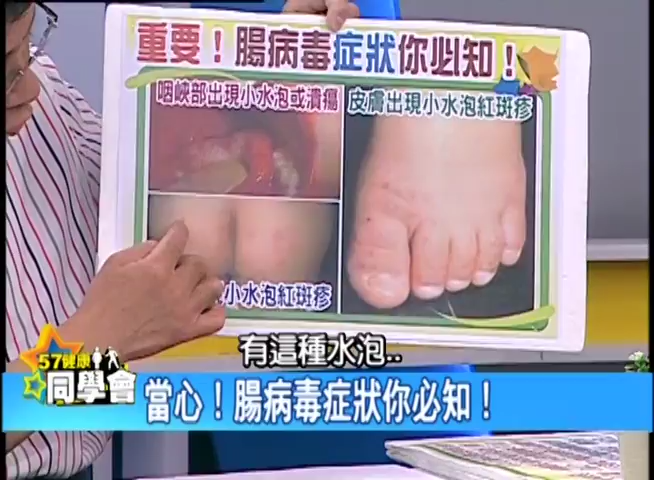 重要！腸病毒症狀你必知！
咽峽部出現小水泡或潰瘍
皮膚出現小水泡紅斑疹
小水泡紅斑疹
有這種水泡..
57健康
同學會
當心！腸病毒症狀你必知！